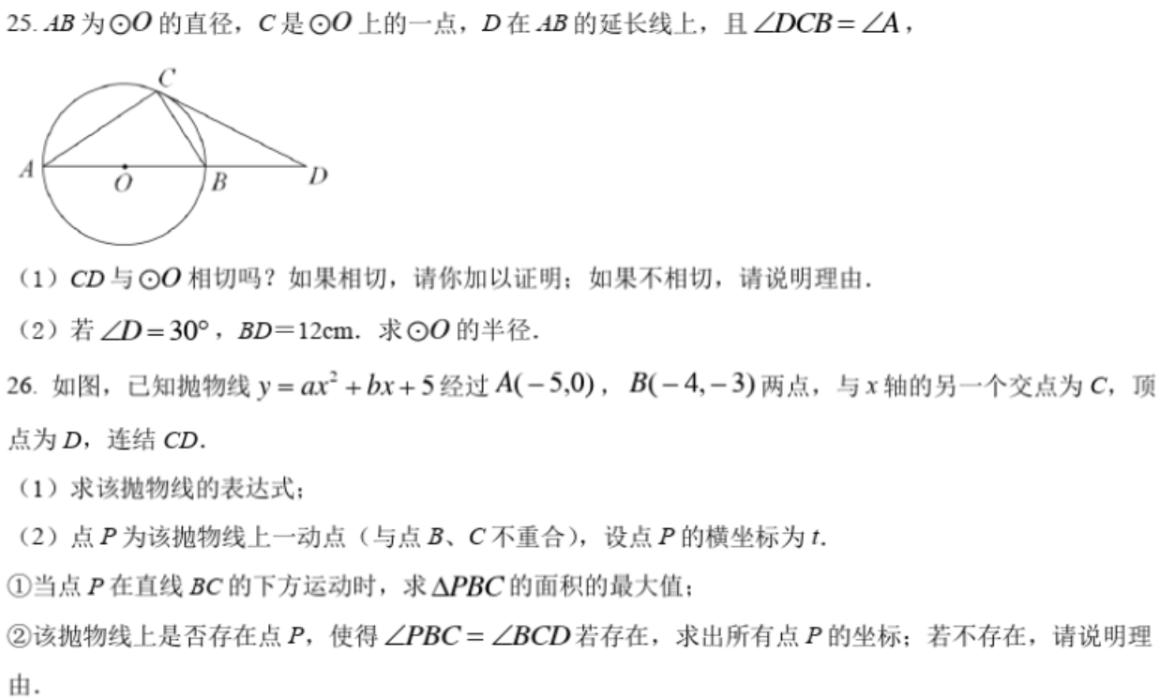 25. AB 为⊙O 的直径，C 是⊙O 上的一点，D 在 AB 的延长线上，且∠DCB=∠A，
C
A
O
B
D
（1）CD 与⊙O 相切吗？如果相切，请你加以证明；如果不相切，请说明理由．
（2）若∠D=30°，BD＝12cm．求⊙O 的半径．
26. 如图，已知抛物线 y = ax² + bx + 5 经过 A(－5,0)，B(－4,－3) 两点，与 x 轴的另一个交点为 C，顶
点为 D，连结 CD．
（1）求该抛物线的表达式；
（2）点 P 为该抛物线上一动点（与点 B、C 不重合），设点 P 的横坐标为 t．
①当点 P 在直线 BC 的下方运动时，求 ΔPBC 的面积的最大值；
②该抛物线上是否存在点 P，使得∠PBC=∠BCD 若存在，求出所有点 P 的坐标；若不存在，请说明理
由．